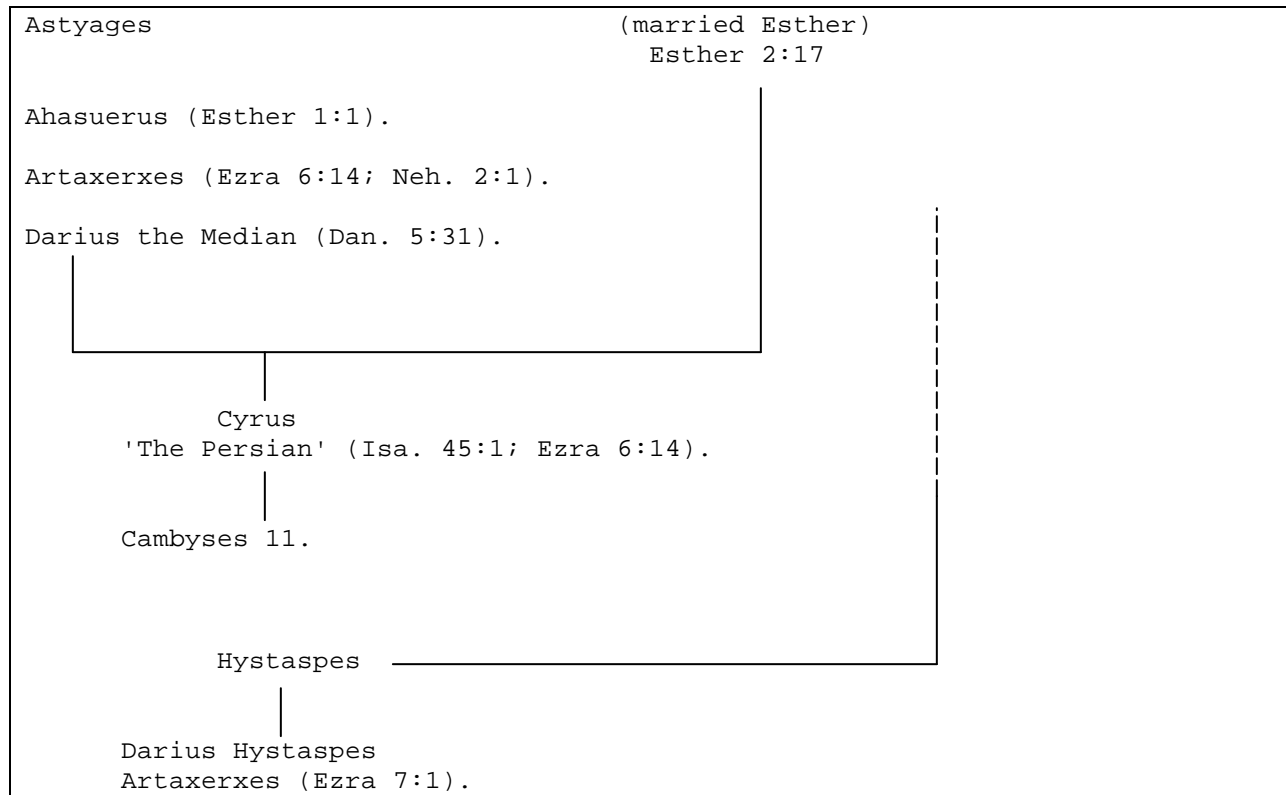 Astyages (married Esther)
Esther 2:17
Ahasuerus (Esther 1:1).
Artaxerxes (Ezra 6:14; Neh. 2:1).
Darius the Median (Dan. 5:31).
Cyrus
'The Persian' (Isa. 45:1; Ezra 6:14).
Cambyses 11.
Hystaspes
Darius Hystaspes
Artaxerxes (Ezra 7:1).